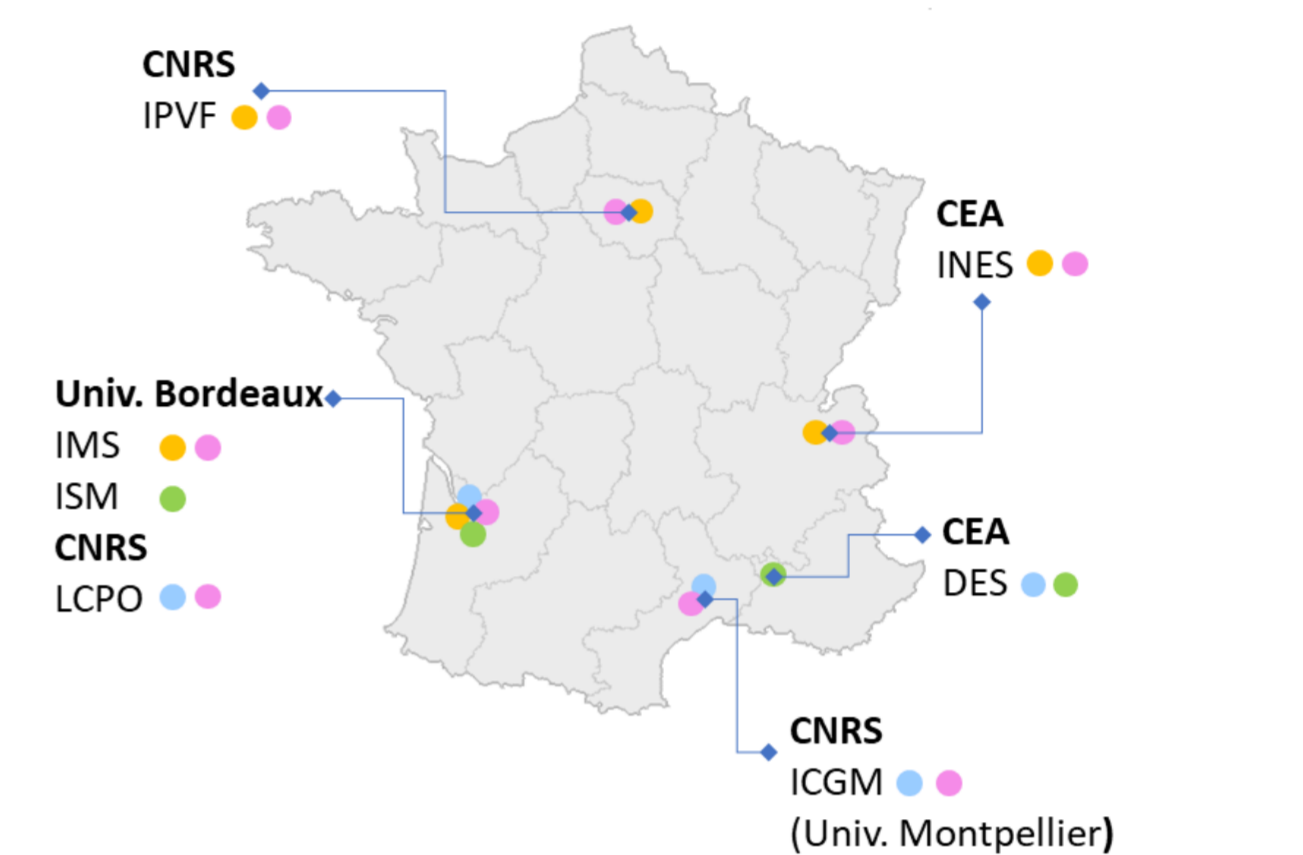 CNRS
IPVF
CEA
INES
Univ. Bordeaux
IMS
ISM
CNRS
LCPO
CEA
DES
CNRS
ICGM
(Univ. Montpellier)